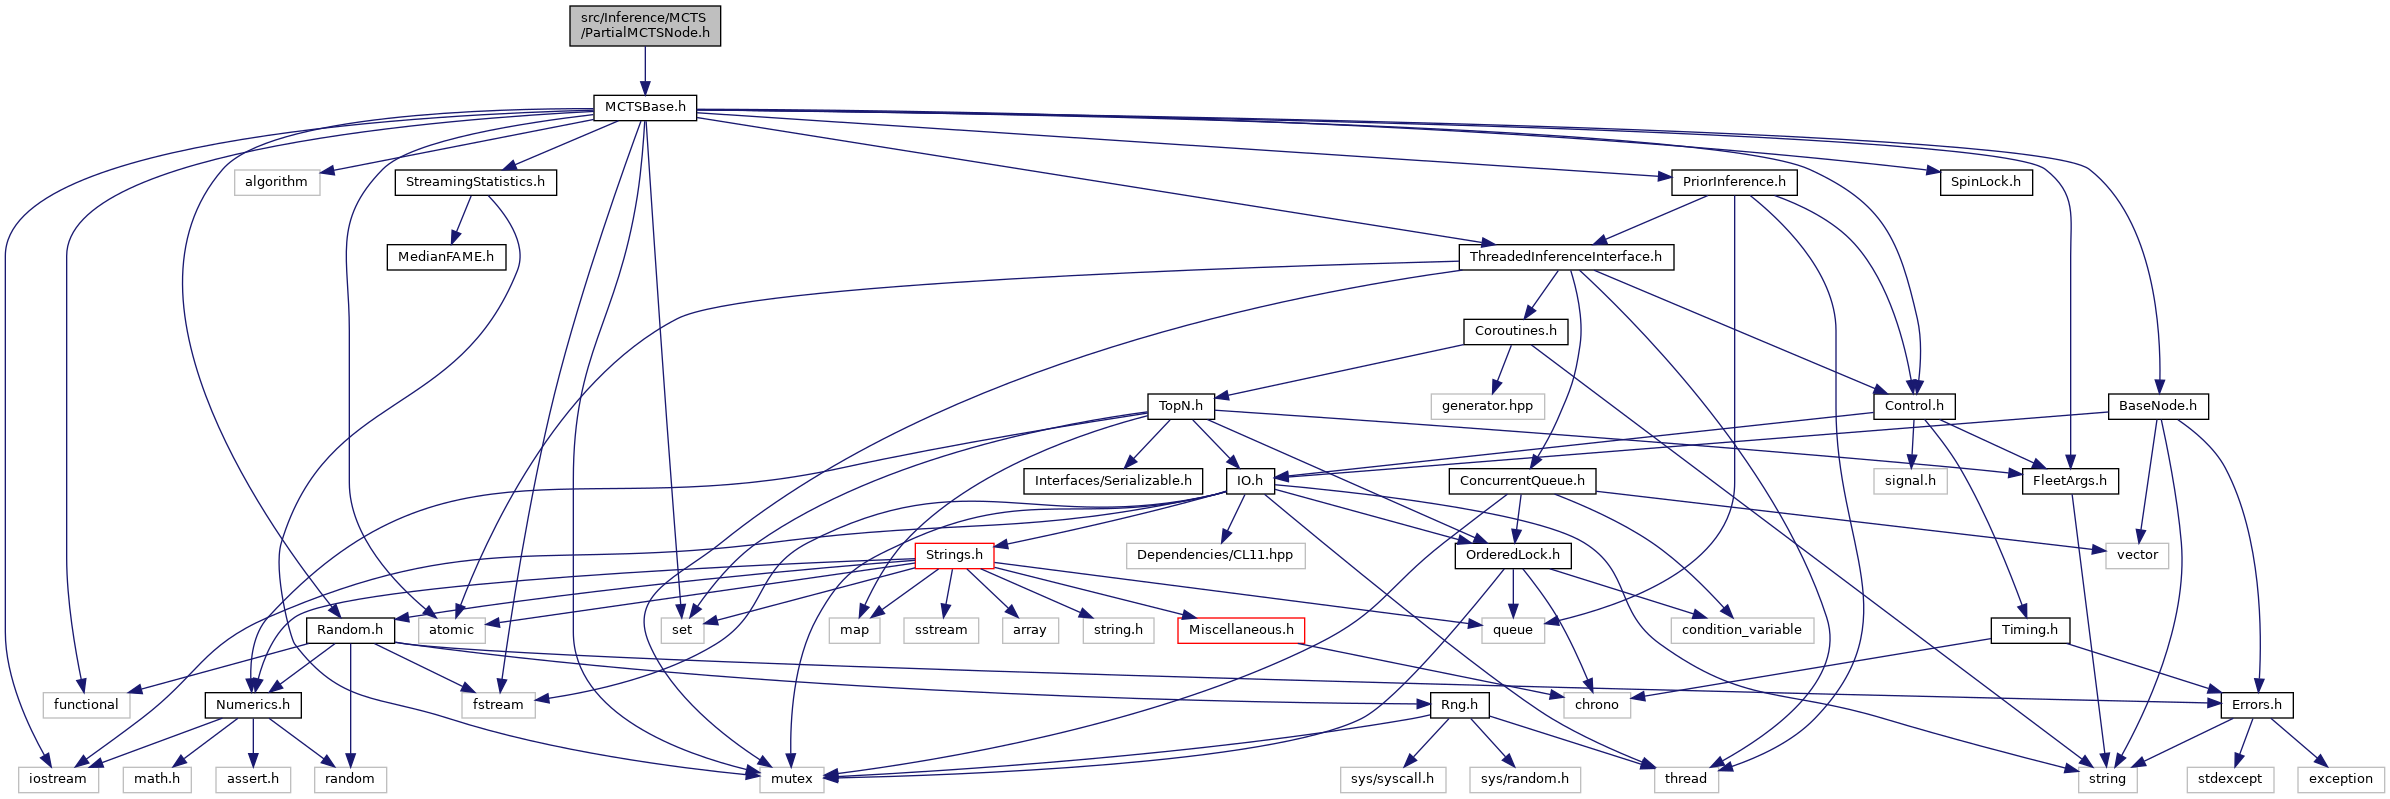 src/Inference/MCTS
/PartialMCTSNode.h
MCTSBase.h
algorithm
StreamingStatistics.h
PriorInference.h
SpinLock.h
MedianFAME.h
ThreadedInferenceInterface.h
Coroutines.h
TopN.h
generator.hpp
Control.h
BaseNode.h
Interfaces/Serializable.h
IO.h
ConcurrentQueue.h
signal.h
FleetArgs.h
Strings.h
Dependencies/CL11.hpp
OrderedLock.h
vector
Random.h
atomic
set
map
sstream
array
string.h
Miscellaneous.h
queue
condition_variable
Timing.h
functional
Numerics.h
fstream
Rng.h
chrono
Errors.h
iostream
math.h
assert.h
random
mutex
sys/syscall.h
sys/random.h
thread
string
stdexcept
exception